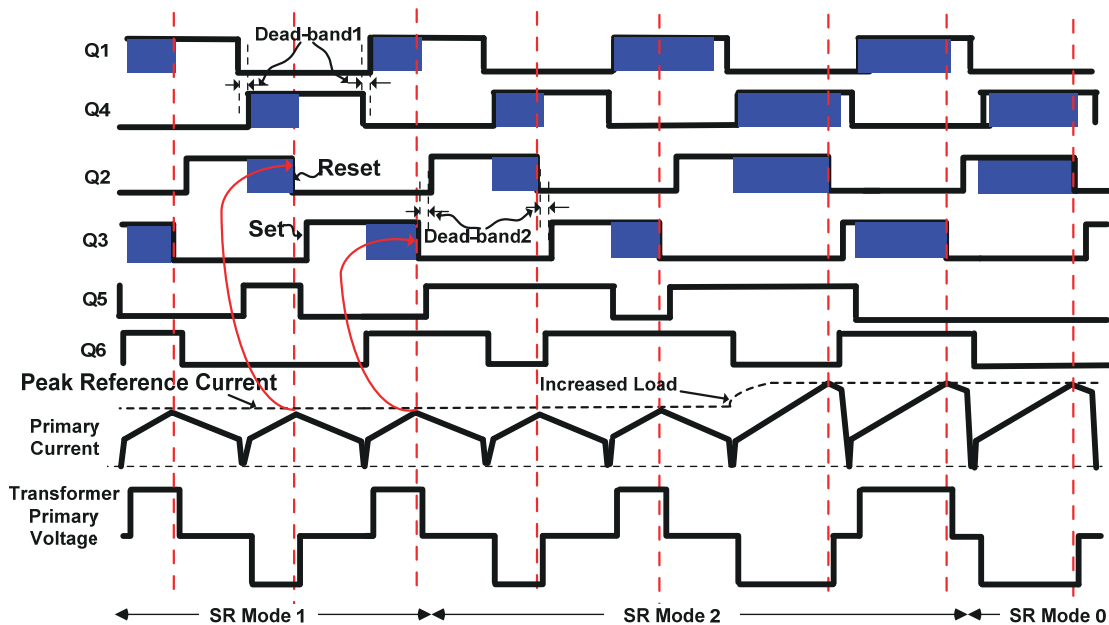 Q1
Dead-band1
Q4
Q2
Reset
Q3
Set
Dead-band2
Q5
Q6
Peak Reference Current
Increased Load
Primary
Current
Transformer
Primary
Voltage
SR Mode 1
SR Mode 2
SR Mode 0